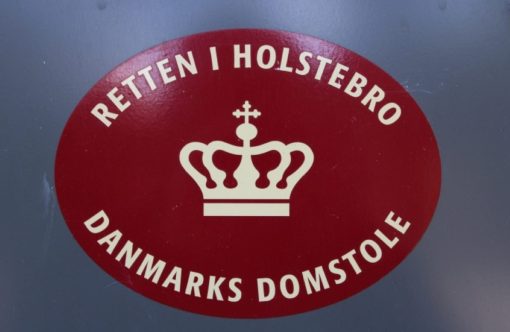 RETTEN I HOLSTEBRO
DANMARKS DOMSTOLE